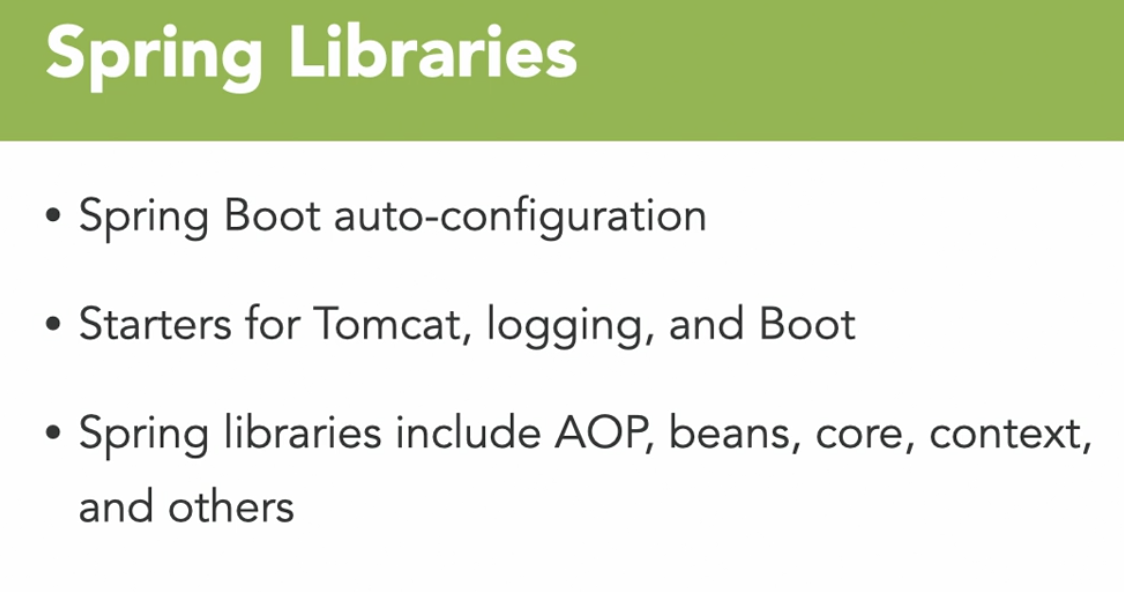 Spring Libraries
• Spring Boot auto-configuration
• Starters for Tomcat, logging, and Boot
• Spring libraries include AOP, beans, core, context,
and others